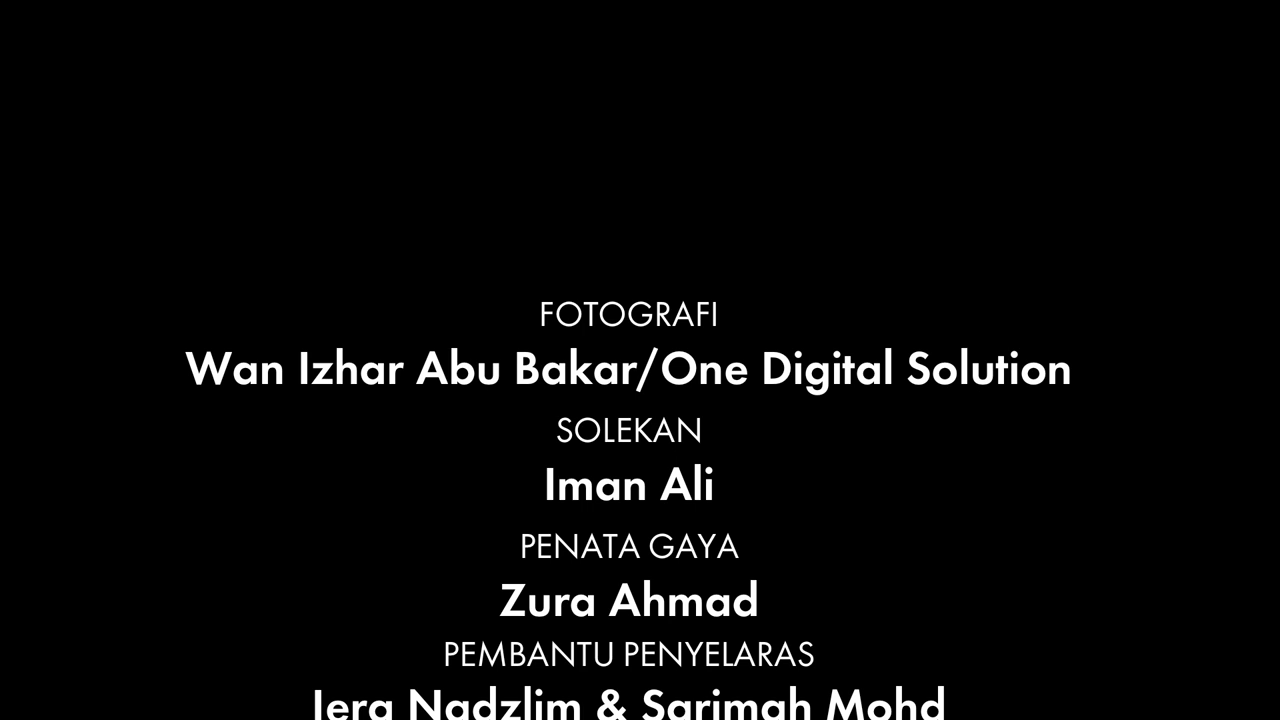 FOTOGRAFI
Wan Izhar Abu Bakar/One Digital Solution
SOLEKAN
Iman Ali
PENATA GAYA
Zura Ahmad
PEMBANTU PENYELARAS
Iera Nadzlim & Sarimah Mohd